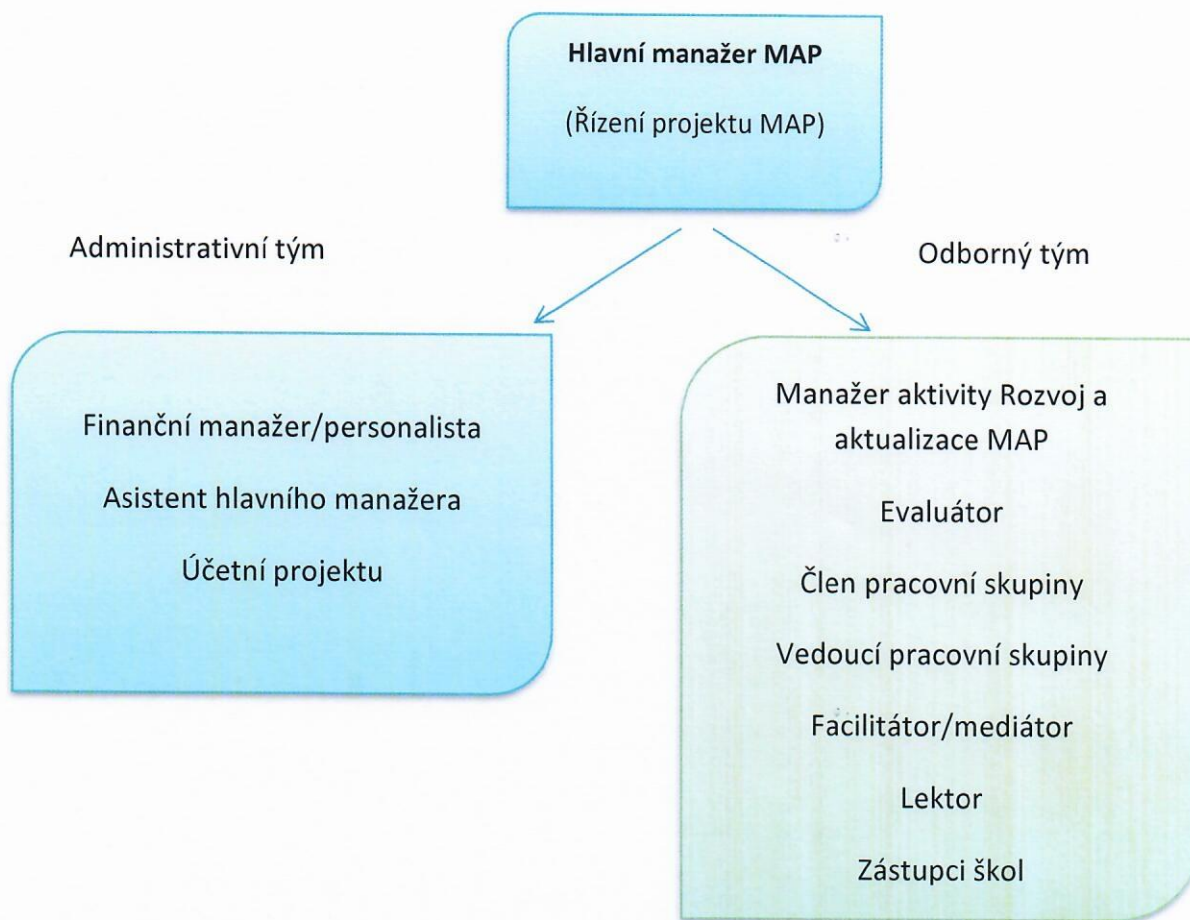 Hlavní manažer MAP
(Řízení projektu MAP)
Administrativní tým
Odborný tým
Finanční manažer/personalista
Asistent hlavního manažera
Účetní projektu
Manažer aktivity Rozvoj a
aktualizace MAP
Evaluátor
Člen pracovní skupiny
Vedoucí pracovní skupiny
Facilitátor/mediátor
Lektor
Zástupci škol